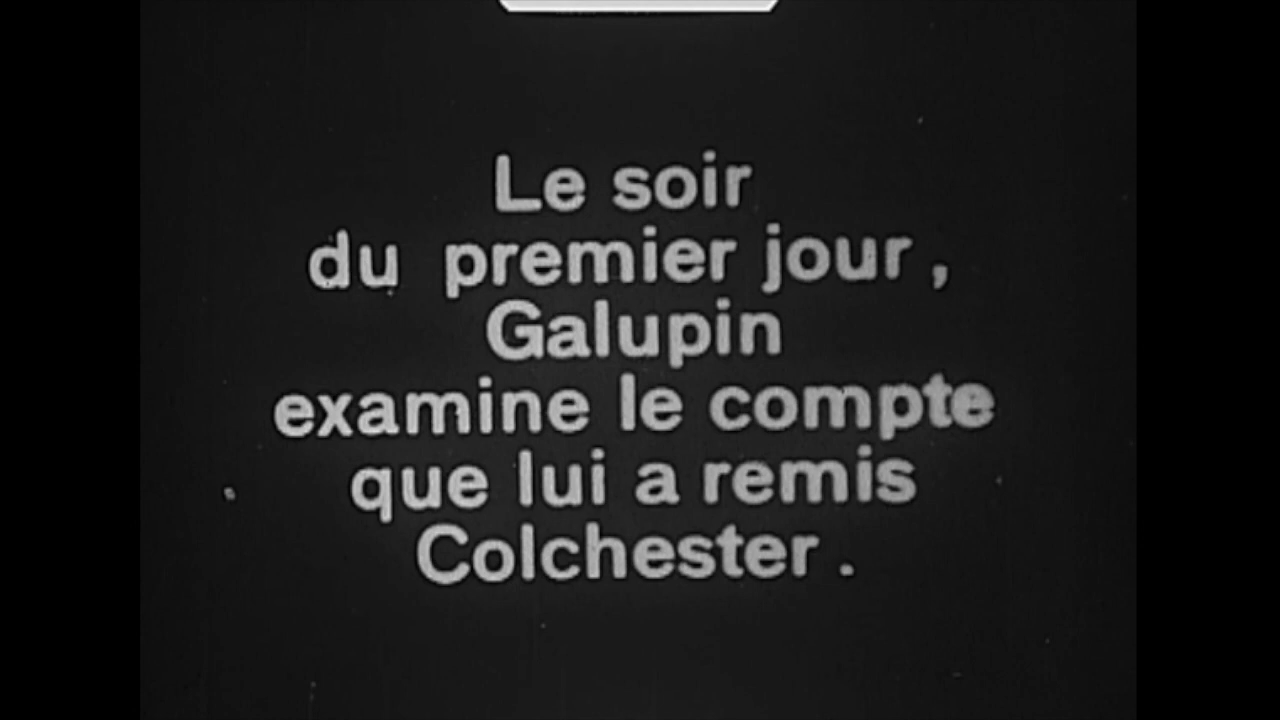 Le soir
du premier jour ,
Galupin
examine le compte
que lui a remis
Colchester .